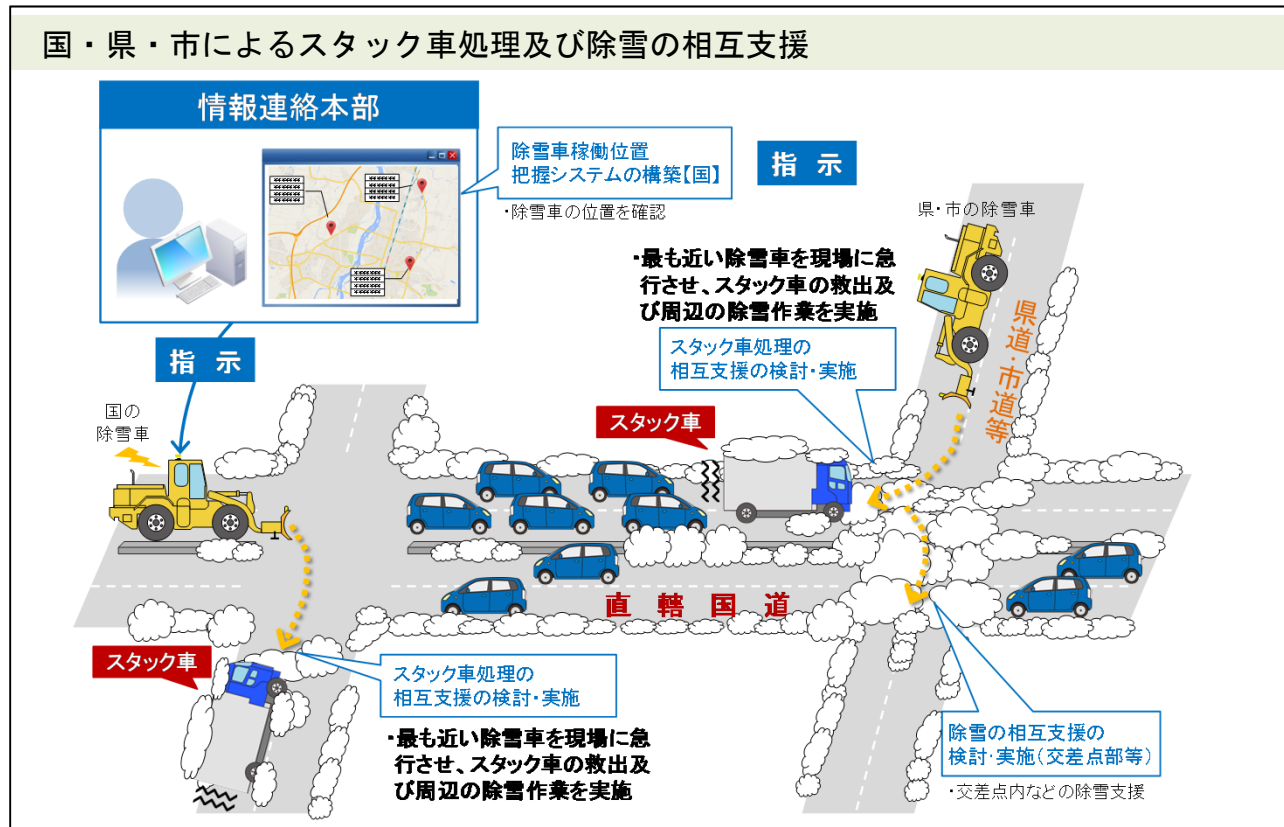 国・県・市によるスタック車処理及び除雪の相互支援
情報連絡本部
除雪車稼働位置
把握システムの構築【国】
・除雪車の位置を確認
指示
県・市の除雪車
・最も近い除雪車を現場に急
行させ、スタック車の救出及
び周辺の除雪作業を実施
スタック車処理の
相互支援の検討・実施
県道・市道等
指示
国の
除雪車
スタック車
直轄国道
スタック車
スタック車処理の
相互支援の検討・実施
・最も近い除雪車を現場に急
行させ、スタック車の救出及
び周辺の除雪作業を実施
除雪の相互支援の
検討・実施(交差点部等)
・交差点内などの除雪支援